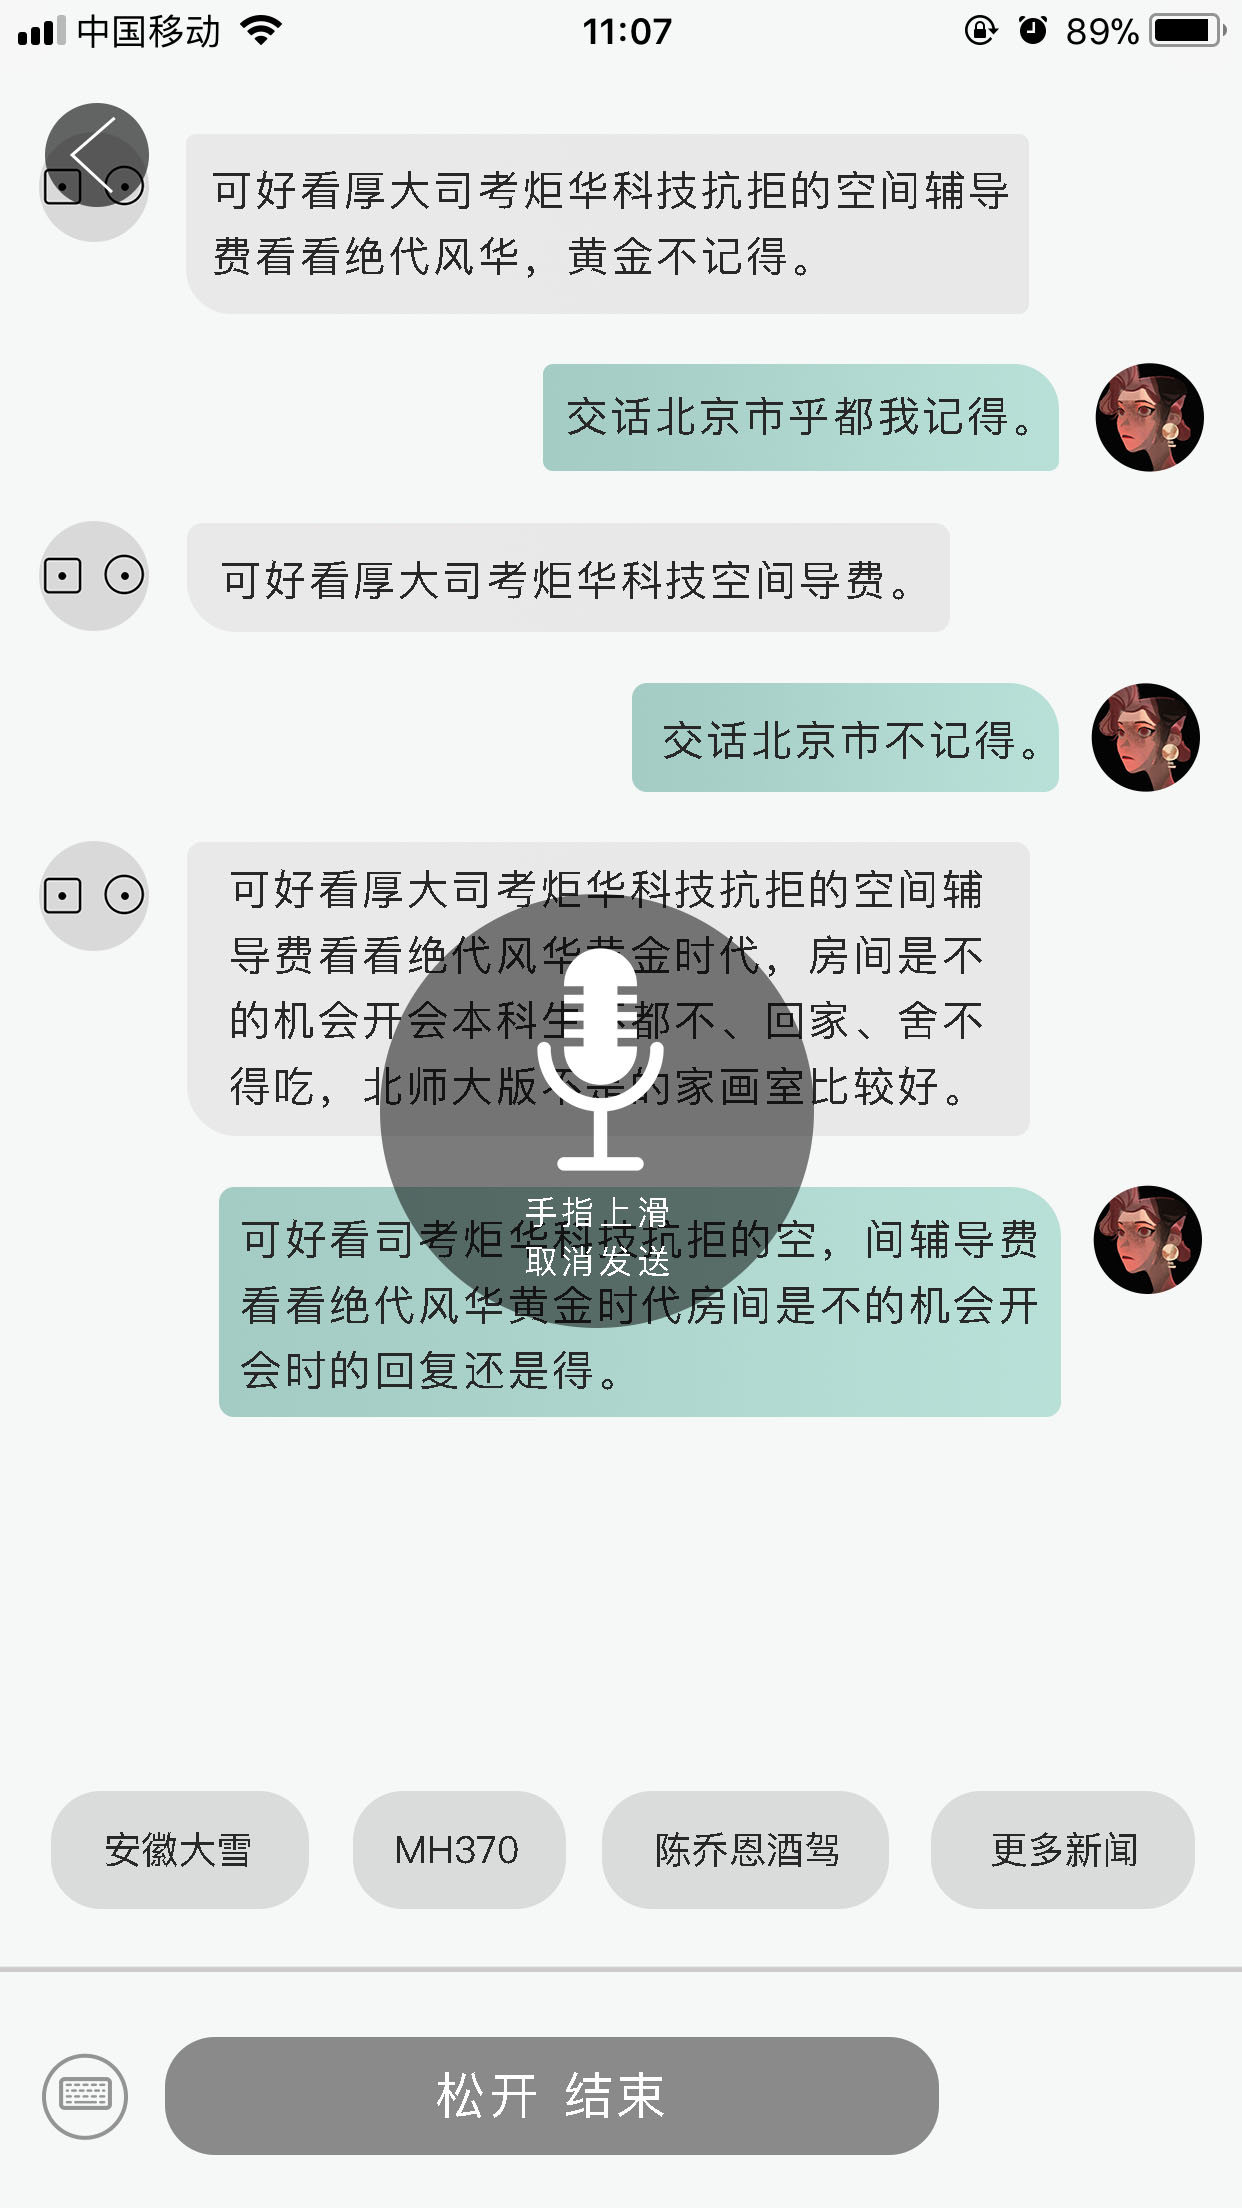 中国移动
11:07
89%
可好看厚大司考炬华科技抗拒的空间辅导
费看看绝代风华，黄金不记得。
交话北京市乎都我记得。
可好看厚大司考炬华科技空间导费。
交话北京市不记得。
可好看厚大司考炬华科技抗拒的空间辅
导费看看绝代风华黄金时代，房间是不
的机会开会本科生不都不、回家、舍不
得吃，北师大版不是的家画室比较好。
手指上滑
取消发送
可好看司考炬华科技抗拒的空，间辅导费
看看绝代风华黄金时代房间是不的机会开
会时的回复还是得。
安徽大雪
MH370
陈乔恩酒驾
更多新闻
松开 结束